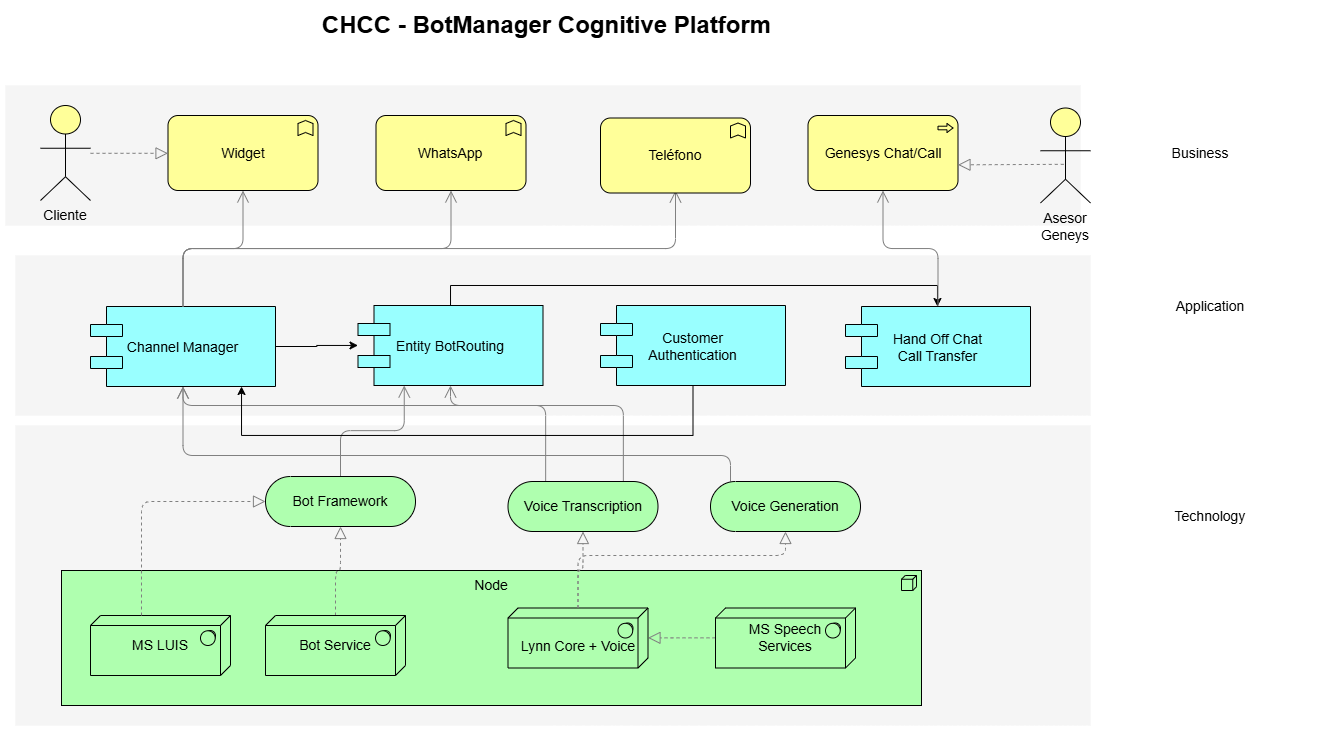 CHCC - BotManager Cognitive Platform
Widget
WhatsApp
Teléfono
Genesys Chat/Call
Business
Cliente
Asesor
Geneys
Channel Manager
Entity BotRouting
Customer
Authentication
Hand Off Chat
Call Transfer
Application
Bot Framework
Voice Transcription
Voice Generation
Technology
Node
MS LUIS
Bot Service
Lynn Core + Voice
MS Speech
Services